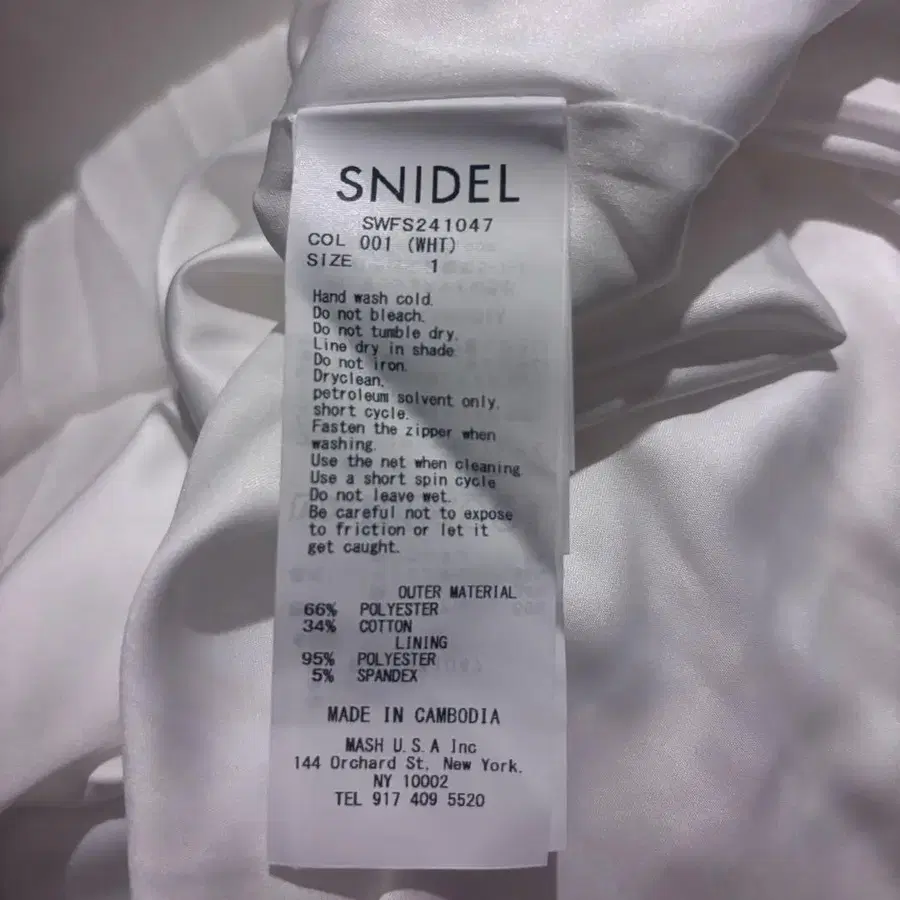 SNIDEL
SWFS241047
COL 001 (WHT)
SIZE 1
Hand wash cold.
Do not bleach.
Do not tumble dry.
Line dry in shade.
Do not iron.
Dryclean,
petroleum solvent only,
short cycle.
Fasten the zipper when
washing.
Use the net when cleaning
Use a short spin cycle
Do not leave wet.
Be careful not to expose
to friction or let it
get caught.
OUTER MATERIAL
66% POLYESTER
34% COTTON
LINING
95% POLYESTER
5% SPANDEX
MADE IN CAMBODIA
MASH U.S.A Inc
144 Orchard St, New York,
NY 10002
TEL 917 409 5520